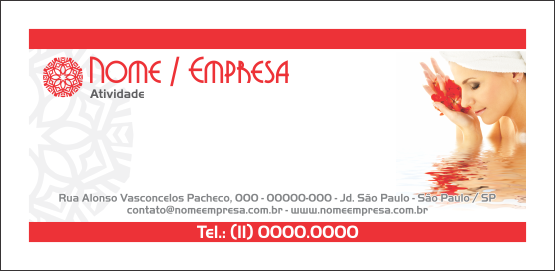 Nome / Empresa
Atividade
Rua Alonso Vasconcelos Pacheco, 000 - 00000-000 - Jd. São Paulo - São Paulo / SP
contato@nomeempresa.com.br - www.nomeempresa.com.br
Tel.: (11) 0000.0000